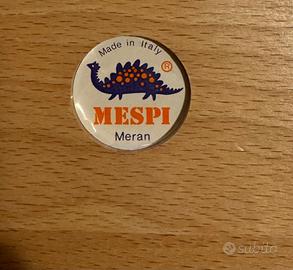 Made in Italy
®
MESPI
Meran
subito